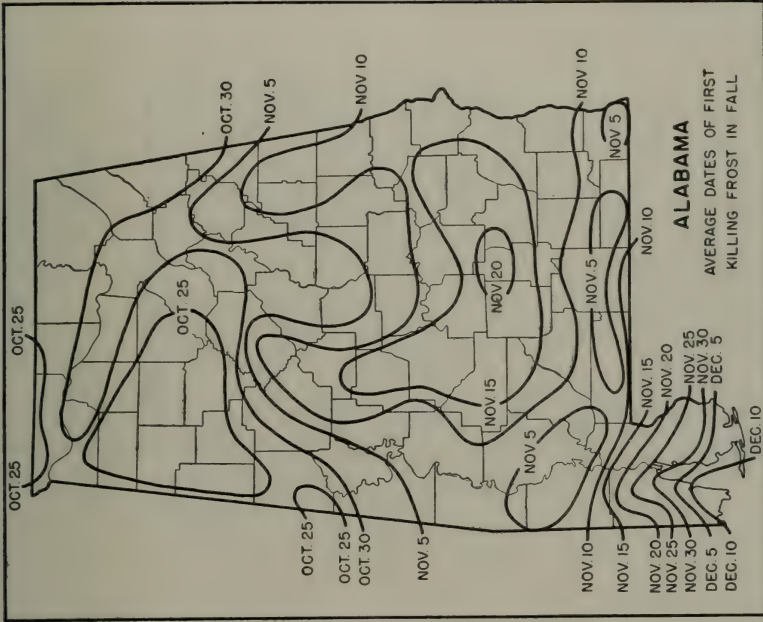 OCT. 25
OCT. 25
OCT. 30
NOV. 5
NOV 10
OCT. 25
OCT. 25
OCT. 25
OCT. 30
NOV. 5
NOV 20
NOV. 15
NOV 5
NOV 10
NOV 5
NOV. 5
NOV 10
NOV. 10
NOV. 15
NOV. 20
NOV. 25
NOV. 30
DEC. 5
DEC. 10
NOV. 15
NOV. 20
NOV. 25
NOV. 30
DEC. 5
DEC. 10
ALABAMA
AVERAGE DATES OF FIRST
KILLING FROST IN FALL